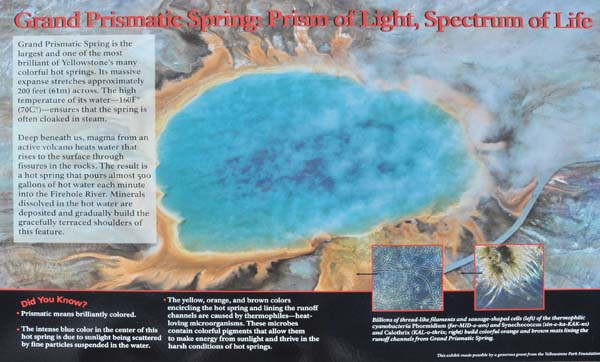 Grand Prismatic Spring: Prism of Light, Spectrum of Life
Grand Prismatic Spring is the
largest and one of the most
brilliant of Yellowstone's many
colorful hot springs. Its massive
expanse stretches approximately
200 feet (61m) across. The high
temperature of its water—160F°
(70C°)—ensures that the spring is
often cloaked in steam.
Deep beneath us, magma from an
active volcano heats water that
rises to the surface through
fissures in the rocks. The result is
a hot spring that pours almost 500
gallons of hot water each minute
into the Firehole River. Minerals
dissolved in the hot water are
deposited and gradually build the
gracefully terraced shoulders of
this feature.
Did You Know?
• Prismatic means brilliantly colored.
• The intense blue color in the center of this
hot spring is due to sunlight being scattered
by fine particles suspended in the water.
• The yellow, orange, and brown colors
encircling the hot spring and lining the runoff
channels are caused by thermophiles—heat-
loving microorganisms. These microbes
contain colorful pigments that allow them
to make energy from sunlight and thrive in the
harsh conditions of hot springs.
Billions of thread-like filaments and sausage-shaped cells (left) of the thermophilic
cyanobacteria Phormidium (for-MID-e-um) and Synechococcus (sin-e-ko-KAK-us)
and Calothrix (KAL-o-thrix; right) build colorful orange and brown mats lining the
runoff channels from Grand Prismatic Spring.
This exhibit made possible by a generous grant from the Yellowstone Park Foundation